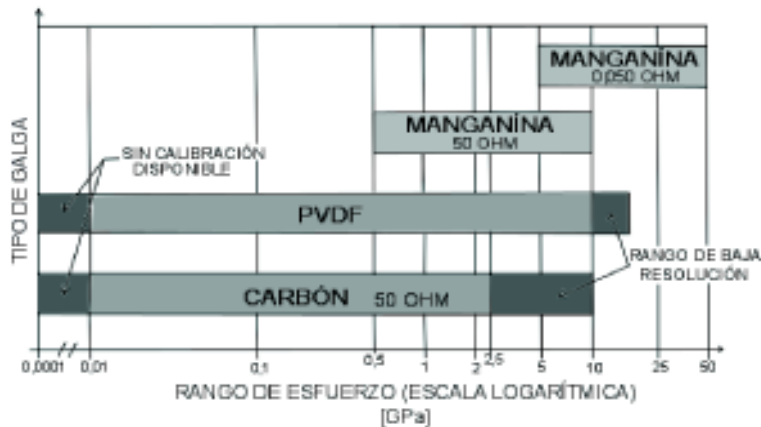 MANGANÍNA
0,050 OHM
MANGANÍNA
50 OHM
SIN CALIBRACIÓN
DISPONIBLE
PVDF
RANGO DE BAJA
RESOLUCIÓN
CARBÓN 50 OHM
TIPO DE GALGA
0,0001 0,01 0,1 0,5 1 2 2,5 5 10 25 50
RANGO DE ESFUERZO (ESCALA LOGARÍTMICA)
[GPa]